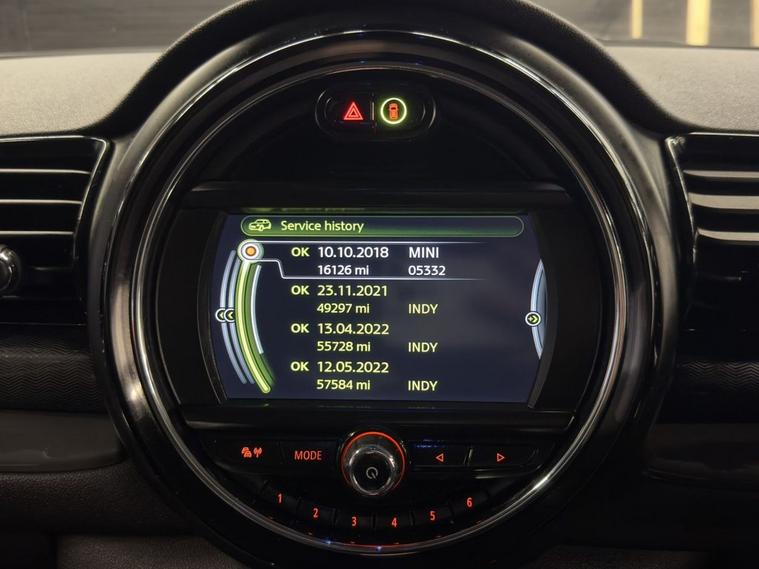 Service history
OK 10.10.2018 MINI
16126 mi 05332
OK 23.11.2021
49297 mi INDY
OK 13.04.2022
55728 mi INDY
OK 12.05.2022
57584 mi INDY
MODE
1 2 3 4 5 6